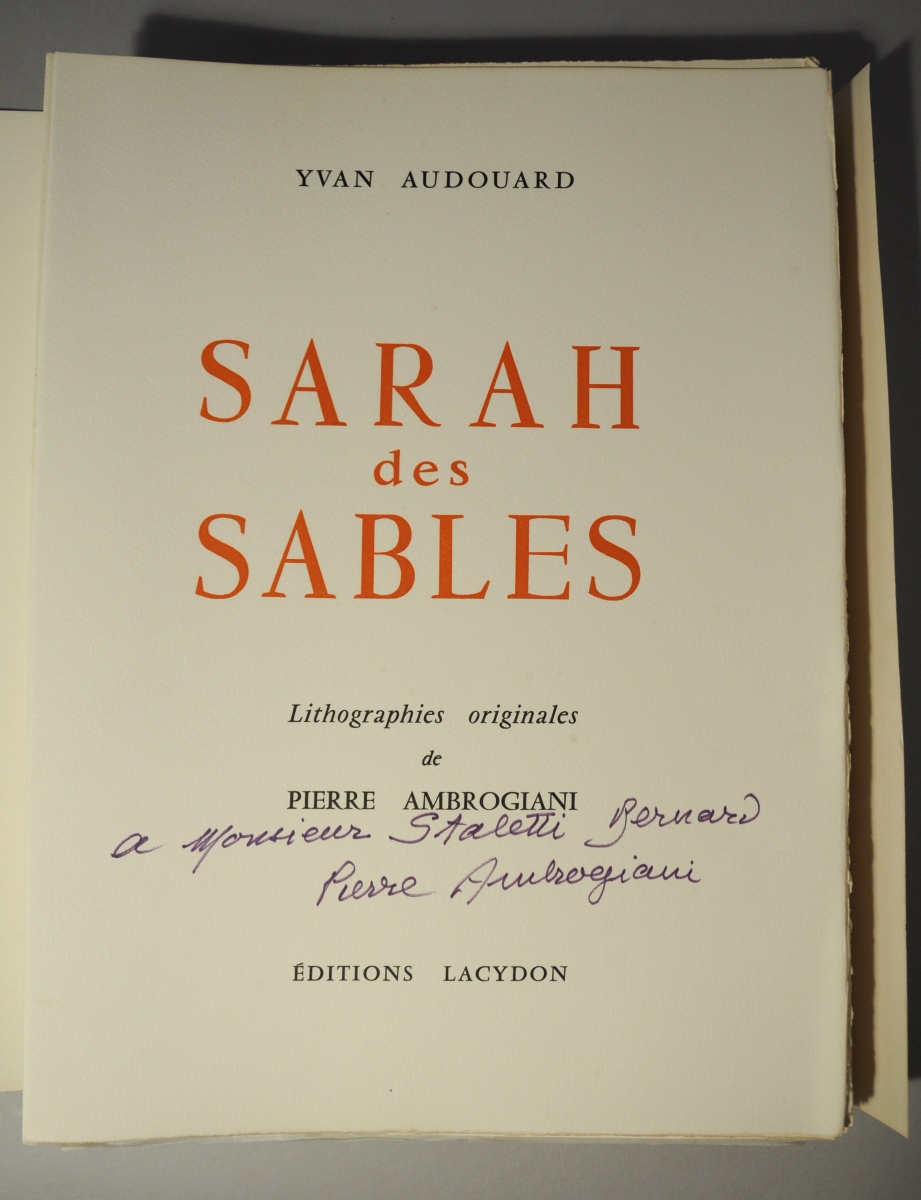 YVAN AUDOUARD
SARAH
des
SABLES
Lithographies originales
de
PIERRE AMBROGIANI
a Monsieur Staletti Bernard
Pierre Ambrogiani
ÉDITIONS LACYDON